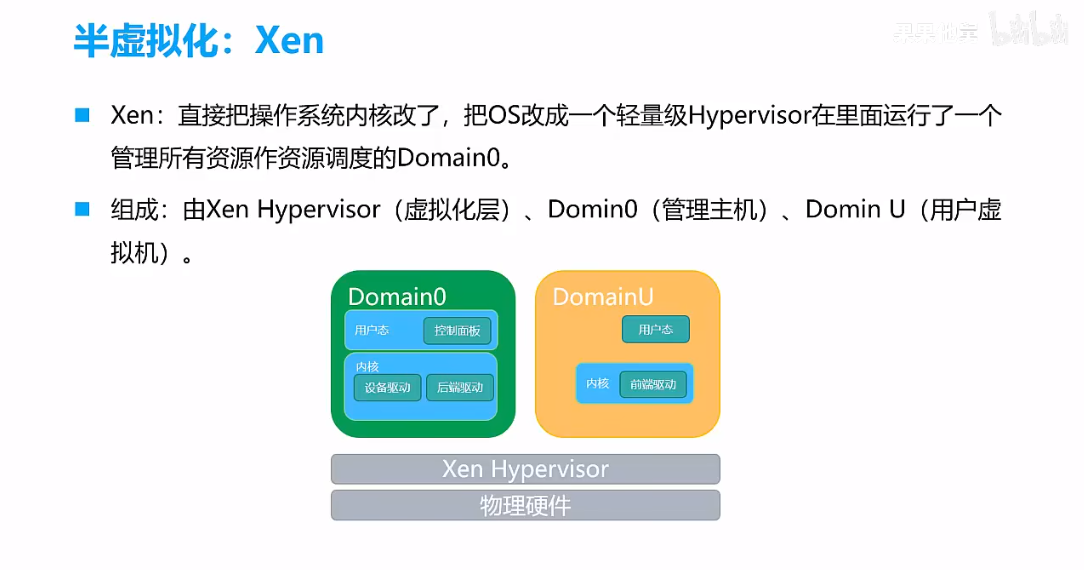 半虚拟化：Xen
Xen：直接把操作系统内核改了，把OS改成一个轻量级Hypervisor在里面运行了一个
管理所有资源作资源调度的Domain0。
组成：由Xen Hypervisor（虚拟化层）、Domin0（管理主机）、Domin U（用户虚
拟机）。
Domain0
用户态
控制面板
内核
设备驱动
后端驱动
DomainU
用户态
内核
前端驱动
Xen Hypervisor
物理硬件
bilibili